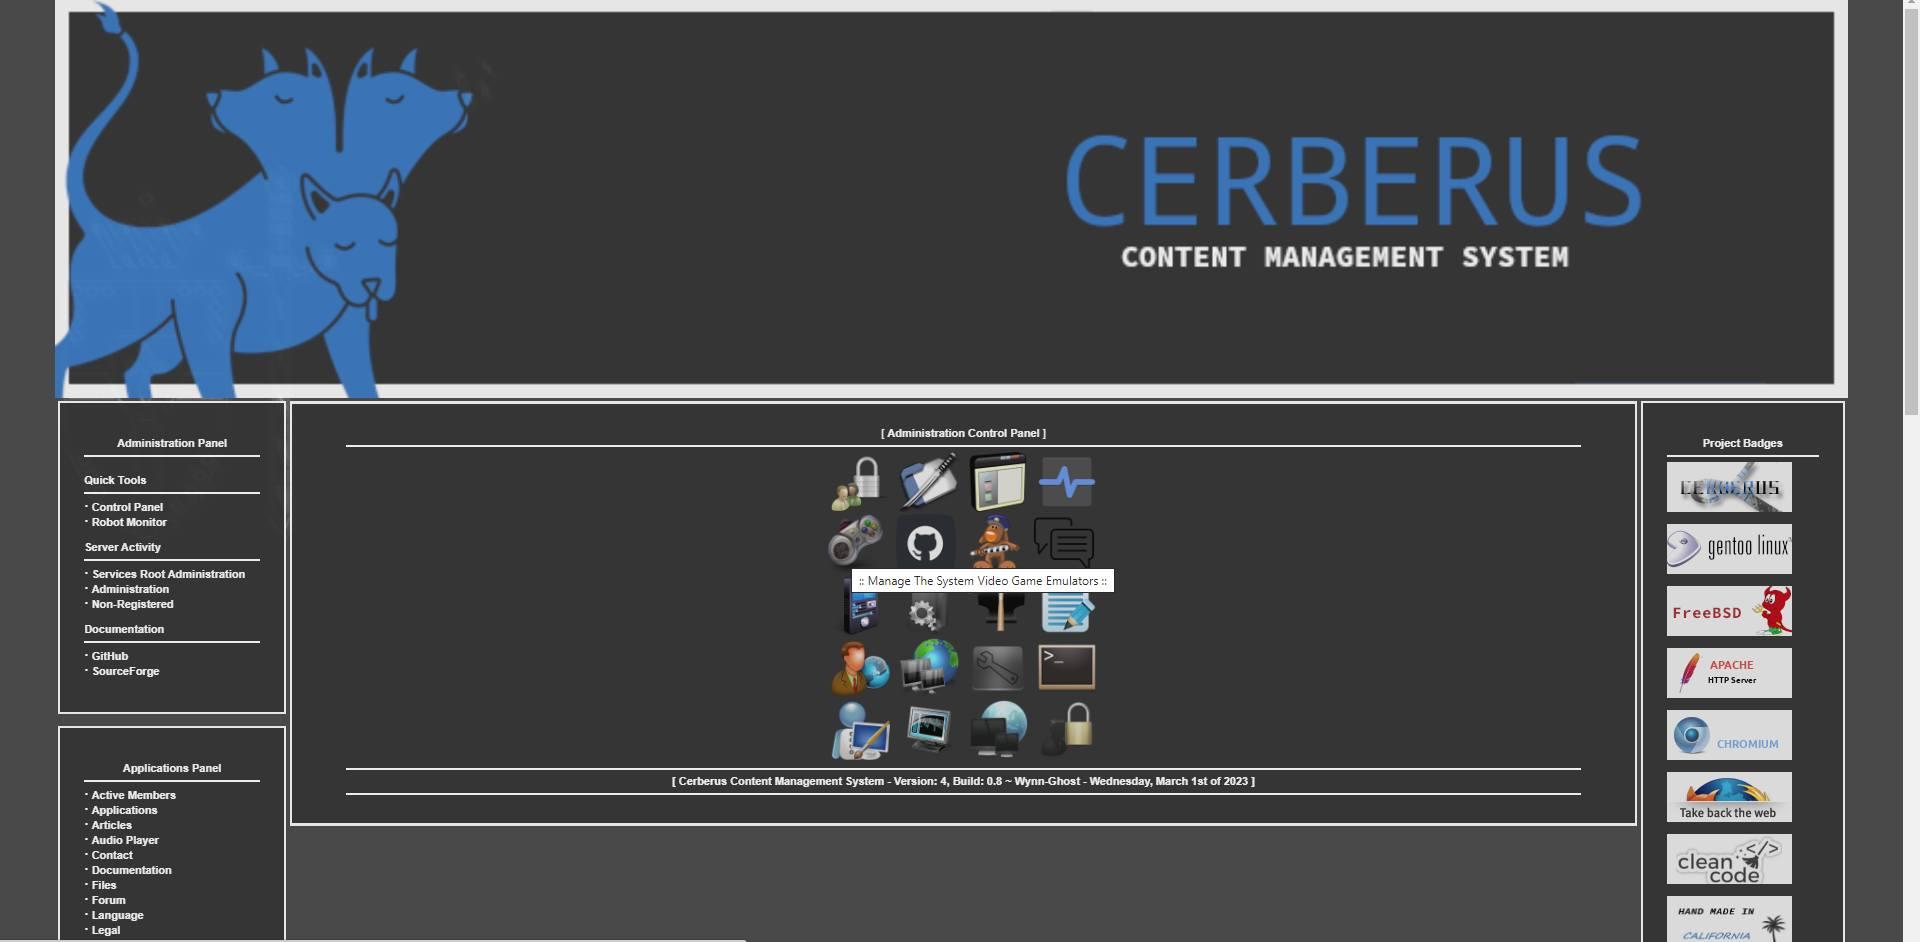 CERBERUS
CONTENT MANAGEMENT SYSTEM
Administration Panel
Quick Tools
· Control Panel
· Robot Monitor
Server Activity
· Services Root Administration
· Administration
· Non-Registered
Documentation
· GitHub
· SourceForge
Applications Panel
· Active Members
· Applications
· Articles
· Audio Player
· Contact
· Documentation
· Files
· Forum
· Language
· Legal
[ Administration Control Panel ]
:: Manage The System Video Game Emulators ::
>_
[ Cerberus Content Management System - Version: 4, Build: 0.8 ~ Wynn-Ghost - Wednesday, March 1st of 2023 ]
Project Badges
CERBERUS
gentoo linux
FreeBSD
APACHE
HTTP Server
CHROMIUM
Take back the web
clean </>
code
HAND MADE IN
CALIFORNIA